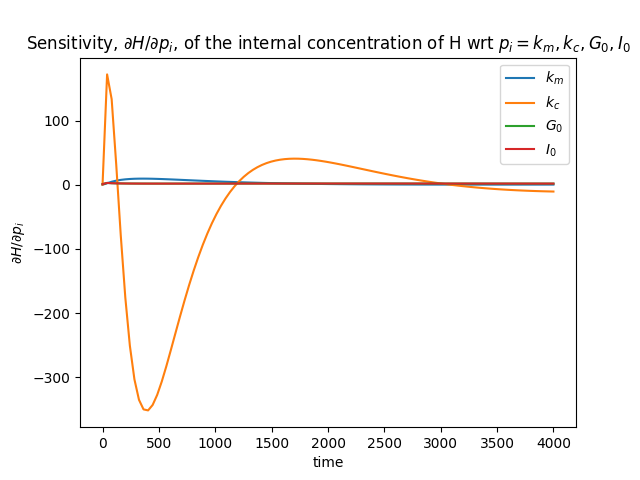 Sensitivity, ∂H/∂p_i, of the internal concentration of H wrt p_i = k_m, k_c, G_0, I_0
k_m
k_c
G_0
I_0
100
0
−100
−200
−300
∂H/∂p_i
0
500
1000
1500
2000
2500
3000
3500
4000
time